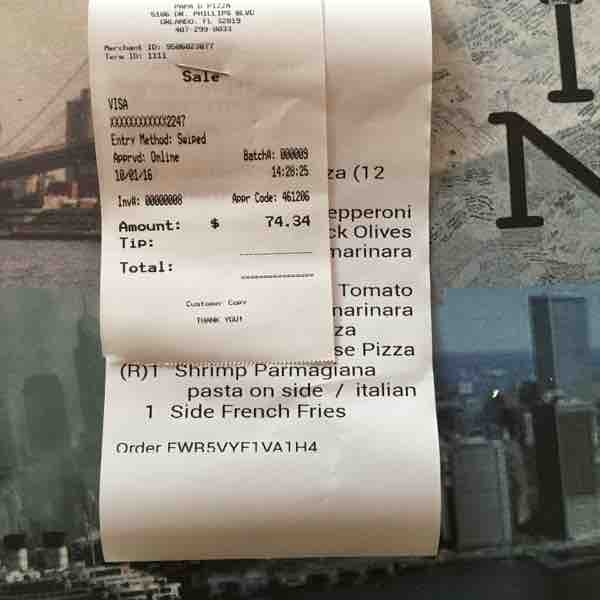 PAPA D PIZZA
5106 DR. PHILLIPS BLVD
ORLANDO, FL 32819
407-299-0033
Merchant ID: 9506023877
Term ID: 1111
Sale
VISA
XXXXXXXXXXXX2247
Entry Method: Swiped
Apprvd: Online
Batch#: 000009
10/01/16
14:28:25
Inv#: 00000008
Appr Code: 461206
Amount: $ 74.34
Tip:
Total:
Customer Copy
THANK YOU!
za (12
epperoni
ck Olives
marinara
Tomato
marinara
za
se Pizza
(R)1 Shrimp Parmagiana
pasta on side / italian
1 Side French Fries
Order EWR5VYF1VA1H4
I
N